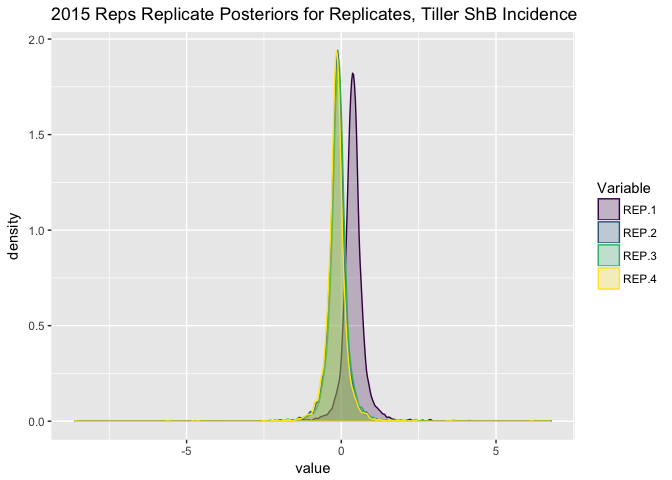 2015 Reps Replicate Posteriors for Replicates, Tiller ShB Incidence
2.0
1.5
1.0
0.5
0.0
density
-5
0
5
value
Variable
REP.1
REP.2
REP.3
REP.4